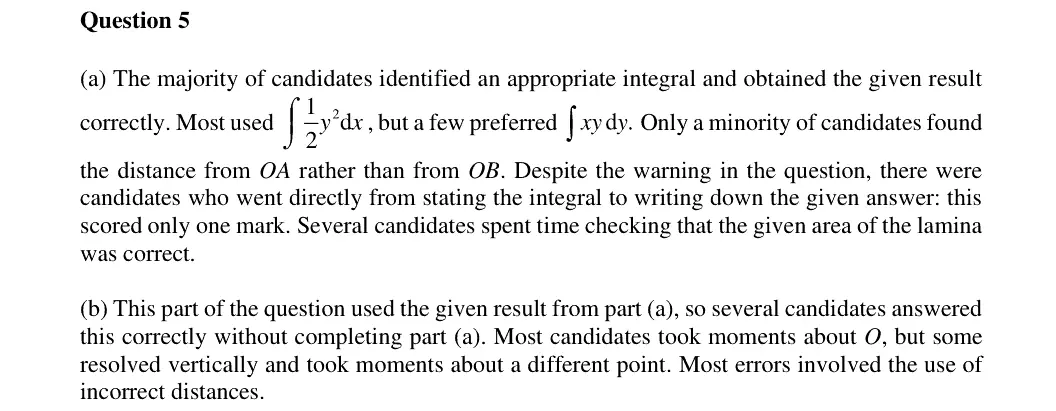 Question 5
(a) The majority of candidates identified an appropriate integral and obtained the given result
correctly. Most used ∫ 1/2 y²dx , but a few preferred ∫ xy dy. Only a minority of candidates found
the distance from OA rather than from OB. Despite the warning in the question, there were
candidates who went directly from stating the integral to writing down the given answer: this
scored only one mark. Several candidates spent time checking that the given area of the lamina
was correct.
(b) This part of the question used the given result from part (a), so several candidates answered
this correctly without completing part (a). Most candidates took moments about O, but some
resolved vertically and took moments about a different point. Most errors involved the use of
incorrect distances.